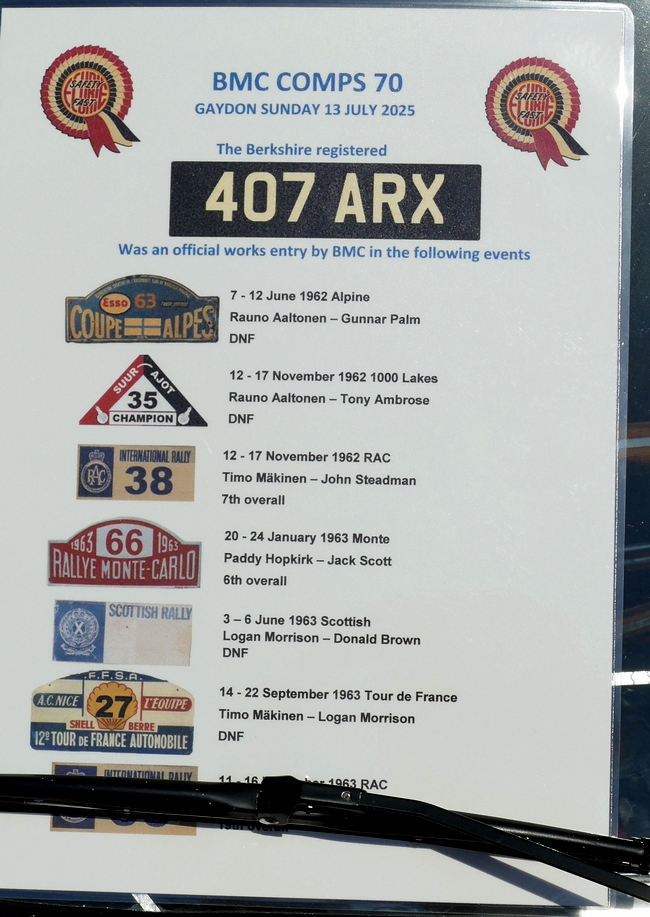 BMC COMPS 70
GAYDON SUNDAY 13 JULY 2025
SAFETY
FAST
SAFETY
FAST
The Berkshire registered
407 ARX
Was an official works entry by BMC in the following events
Esso 63
COUPE ALPES
7 - 12 June 1962 Alpine
Rauno Aaltonen – Gunnar Palm
DNF
SUUR AJOT
35
CHAMPION
12 - 17 November 1962 1000 Lakes
Rauno Aaltonen – Tony Ambrose
DNF
RAC
INTERNATIONAL RALLY
38
12 - 17 November 1962 RAC
Timo Mäkinen – John Steadman
7th overall
1963 66 1963
RALLYE MONTE-CARLO
20 - 24 January 1963 Monte
Paddy Hopkirk – Jack Scott
6th overall
SCOTTISH RALLY
3 – 6 June 1963 Scottish
Logan Morrison – Donald Brown
DNF
F.F.S.A.
A.C.NICE 27 L'ÉQUIPE
SHELL BERRE
12e TOUR DE FRANCE AUTOMOBILE
14 - 22 September 1963 Tour de France
Timo Mäkinen – Logan Morrison
DNF
INTERNATIONAL RALLY
11 - 16 1963 RAC
overall